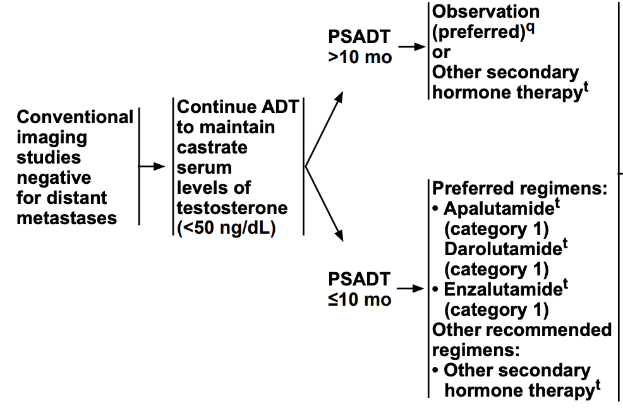 Conventional
imaging
studies
negative
for distant
metastases
Continue ADT
to maintain
castrate
serum
levels of
testosterone
(<50 ng/dL)
PSADT
>10 mo
Observation
(preferred)q
or
Other secondary
hormone therapyt
PSADT
≤10 mo
Preferred regimens:
• Apalutamidet
(category 1)
Darolutamidet
(category 1)
• Enzalutamidet
(category 1)
Other recommended
regimens:
• Other secondary
hormone therapyt